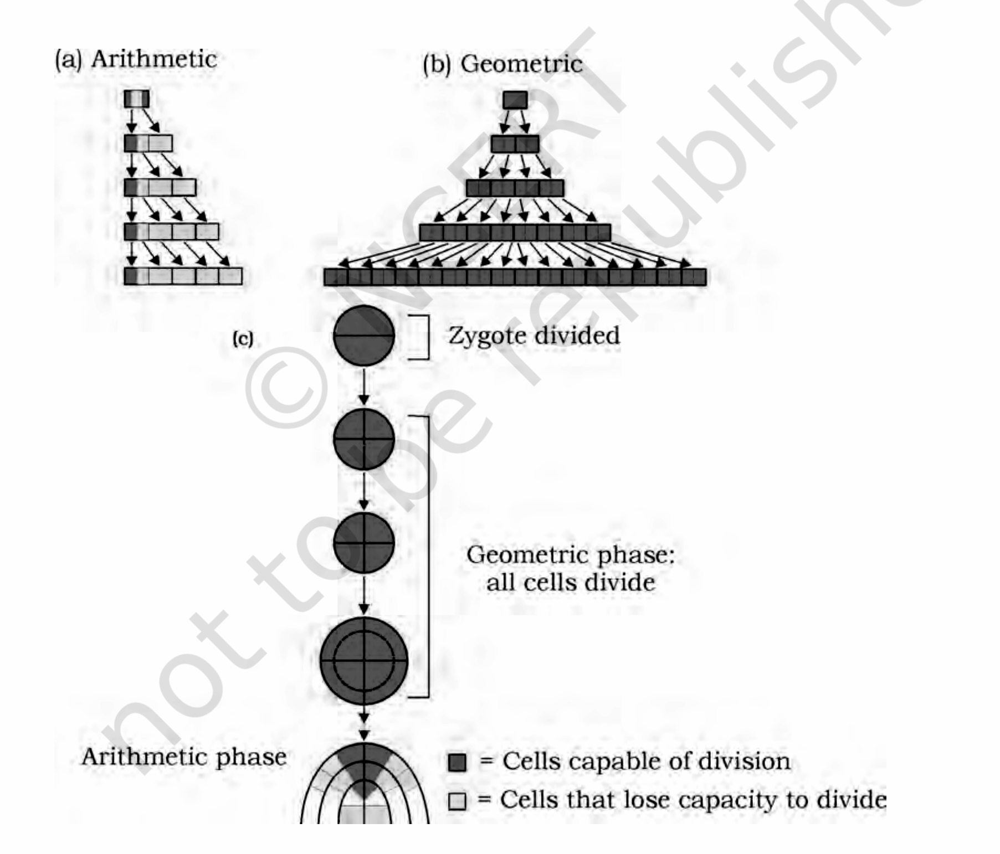 (a) Arithmetic
(b) Geometric
(c)
Zygote divided
Geometric phase:
all cells divide
Arithmetic phase
= Cells capable of division
= Cells that lose capacity to divide
© NCERT
not to be republishe